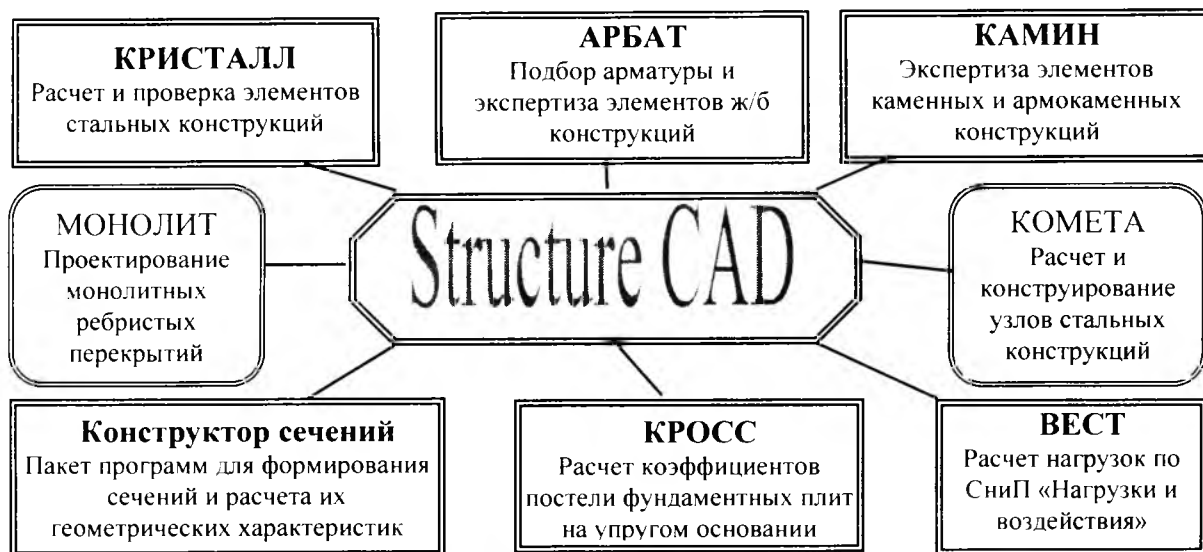 КРИСТАЛЛ
Расчет и проверка элементов
стальных конструкций
АРБАТ
Подбор арматуры и
экспертиза элементов ж/б
конструкций
КАМИН
Экспертиза элементов
каменных и армокаменных
конструкций
МОНОЛИТ
Проектирование
монолитных
ребристых
перекрытий
Structure CAD
КОМЕТА
Расчет и
конструирование
узлов стальных
конструкций
Конструктор сечений
Пакет программ для формирования
сечений и расчета их
геометрических характеристик
КРОСС
Расчет коэффициентов
постели фундаментных плит
на упругом основании
ВЕСТ
Расчет нагрузок по
СниП «Нагрузки и
воздействия»